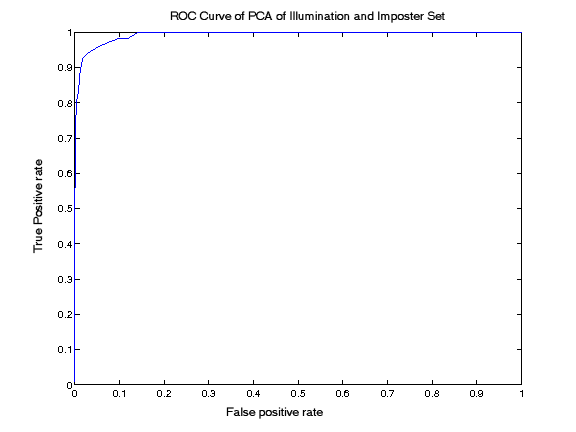 ROC Curve of PCA of Illumination and Imposter Set
1
0.9
0.8
0.7
0.6
0.5
0.4
0.3
0.2
0.1
0
True Positive rate
0 0.1 0.2 0.3 0.4 0.5 0.6 0.7 0.8 0.9 1
False positive rate